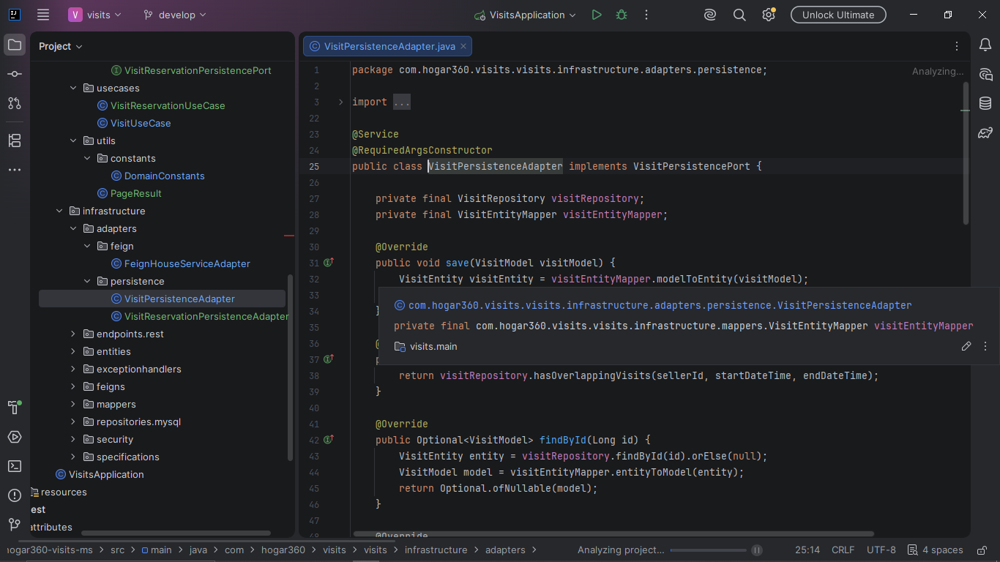 V visits develop VisitsApplication Unlock Ultimate
Project
VisitReservationPersistencePort
usecases
VisitReservationUseCase
VisitUseCase
utils
constants
DomainConstants
PageResult
infrastructure
adapters
feign
FeignHouseServiceAdapter
persistence
VisitPersistenceAdapter
VisitReservationPersistenceAdapter
endpoints.rest
entities
exceptionhandlers
feigns
mappers
repositories.mysql
security
specifications
VisitsApplication
resources
est
attributes
VisitPersistenceAdapter.java
Analyzing...
1 package com.hogar360.visits.visits.infrastructure.adapters.persistence;
2
3 import ...
22
23 @Service
24 @RequiredArgsConstructor
25 public class VisitPersistenceAdapter implements VisitPersistencePort {
26
27 private final VisitRepository visitRepository;
28 private final VisitEntityMapper visitEntityMapper;
29
30 @Override
31 public void save(VisitModel visitModel) {
32 VisitEntity visitEntity = visitEntityMapper.modelToEntity(visitModel);
33
34 }
35
36 @
37 p
com.hogar360.visits.visits.infrastructure.adapters.persistence.VisitPersistenceAdapter
private final com.hogar360.visits.visits.infrastructure.mappers.VisitEntityMapper visitEntityMapper
visits.main
38 return visitRepository.hasOverlappingVisits(sellerId, startDateTime, endDateTime);
39 }
40
41 @Override
42 public Optional<VisitModel> findById(Long id) {
43 VisitEntity entity = visitRepository.findById(id).orElse(null);
44 VisitModel model = visitEntityMapper.entityToModel(entity);
45 return Optional.ofNullable(model);
46 }
47
48 @Override
hogar360-visits-ms > src > main > java > com > hogar360 > visits > visits > infrastructure > adapters > Analyzing project... 25:14 CRLF UTF-8 4 spaces